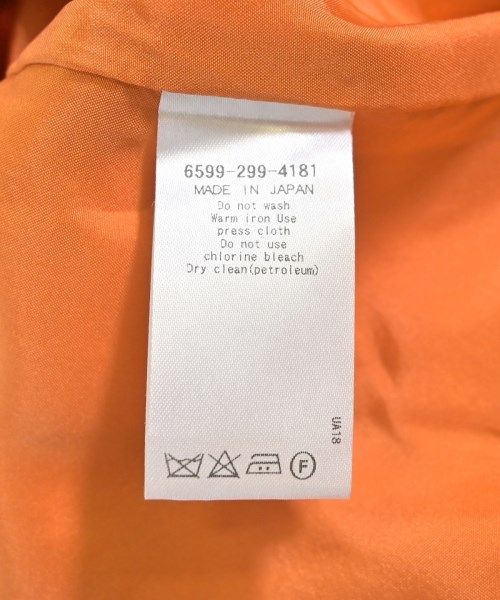 6599-299-4181
MADE IN JAPAN
Do not wash
Warm iron Use
press cloth
Do not use
chlorine bleach
Dry clean(petroleum)
UA18
F